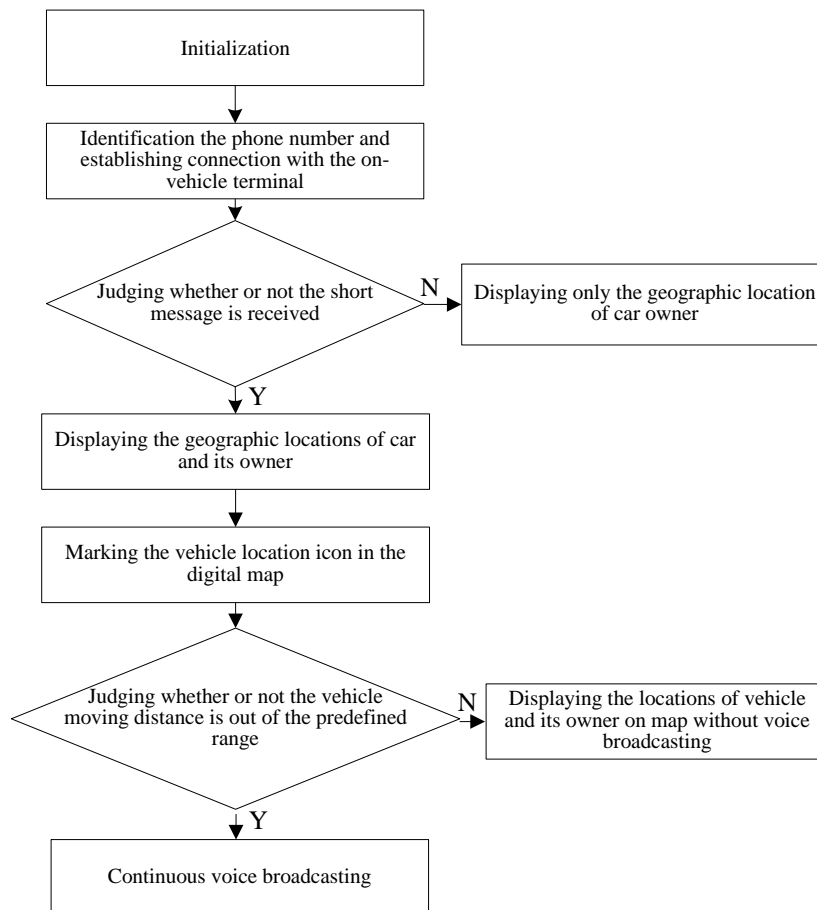 Initialization
Identification the phone number and
establishing connection with the on-
vehicle terminal
Judging whether or not the short
message is received
N
Displaying only the geographic location
of car owner
Y
Displaying the geographic locations of car
and its owner
Marking the vehicle location icon in the
digital map
Judging whether or not the vehicle
moving distance is out of the predefined
range
N
Displaying the locations of vehicle
and its owner on map without voice
broadcasting
Y
Continuous voice broadcasting